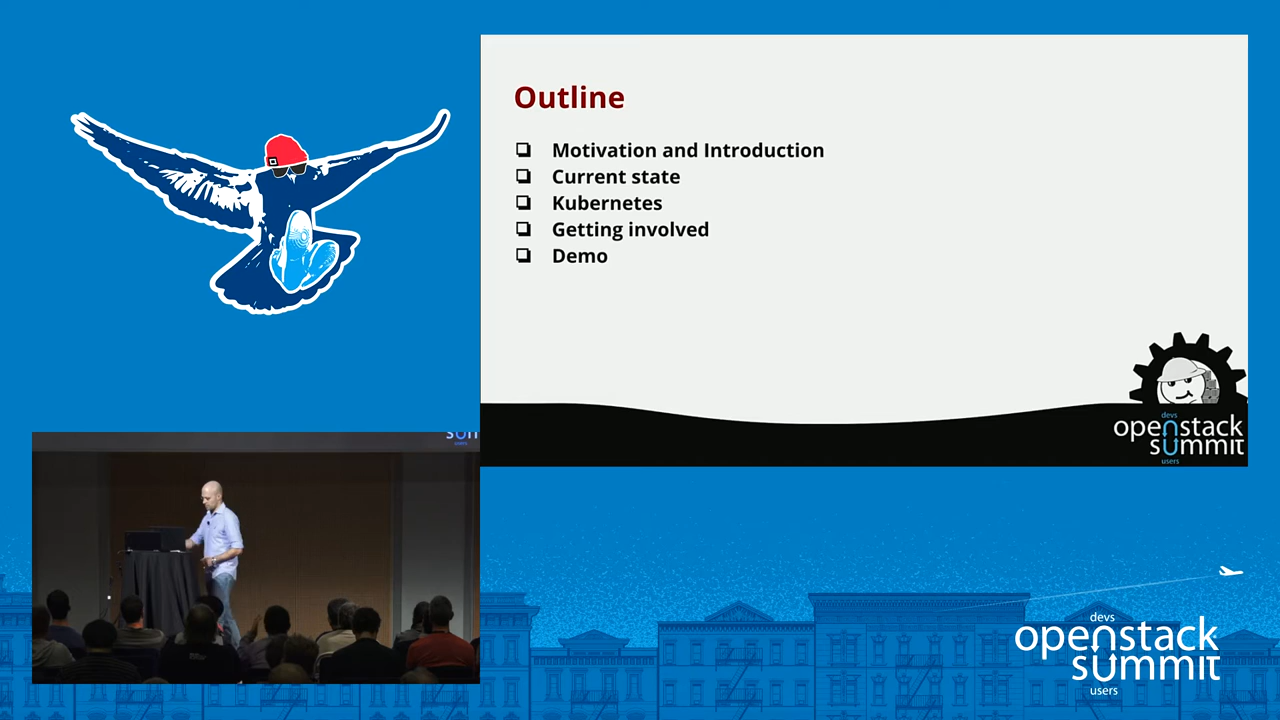 Outline
❏ Motivation and Introduction
❏ Current state
❏ Kubernetes
❏ Getting involved
❏ Demo
devs
openstack
summit
users
devs
openstack
summit
users